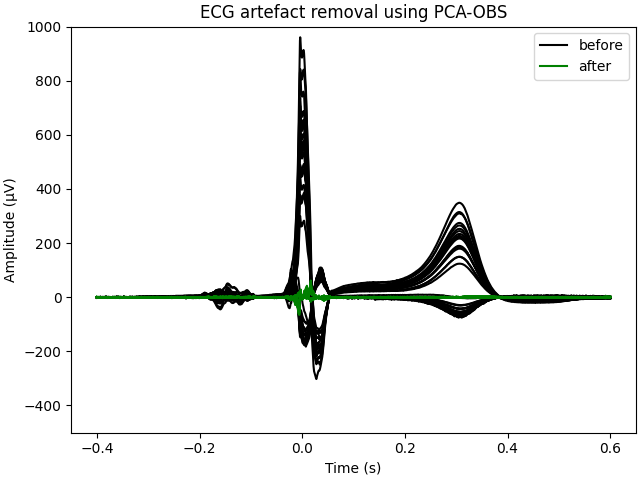 ECG artefact removal using PCA-OBS
before
after
1000
800
600
400
200
0
−200
−400
Amplitude (µV)
−0.4
−0.2
0.0
0.2
0.4
0.6
Time (s)